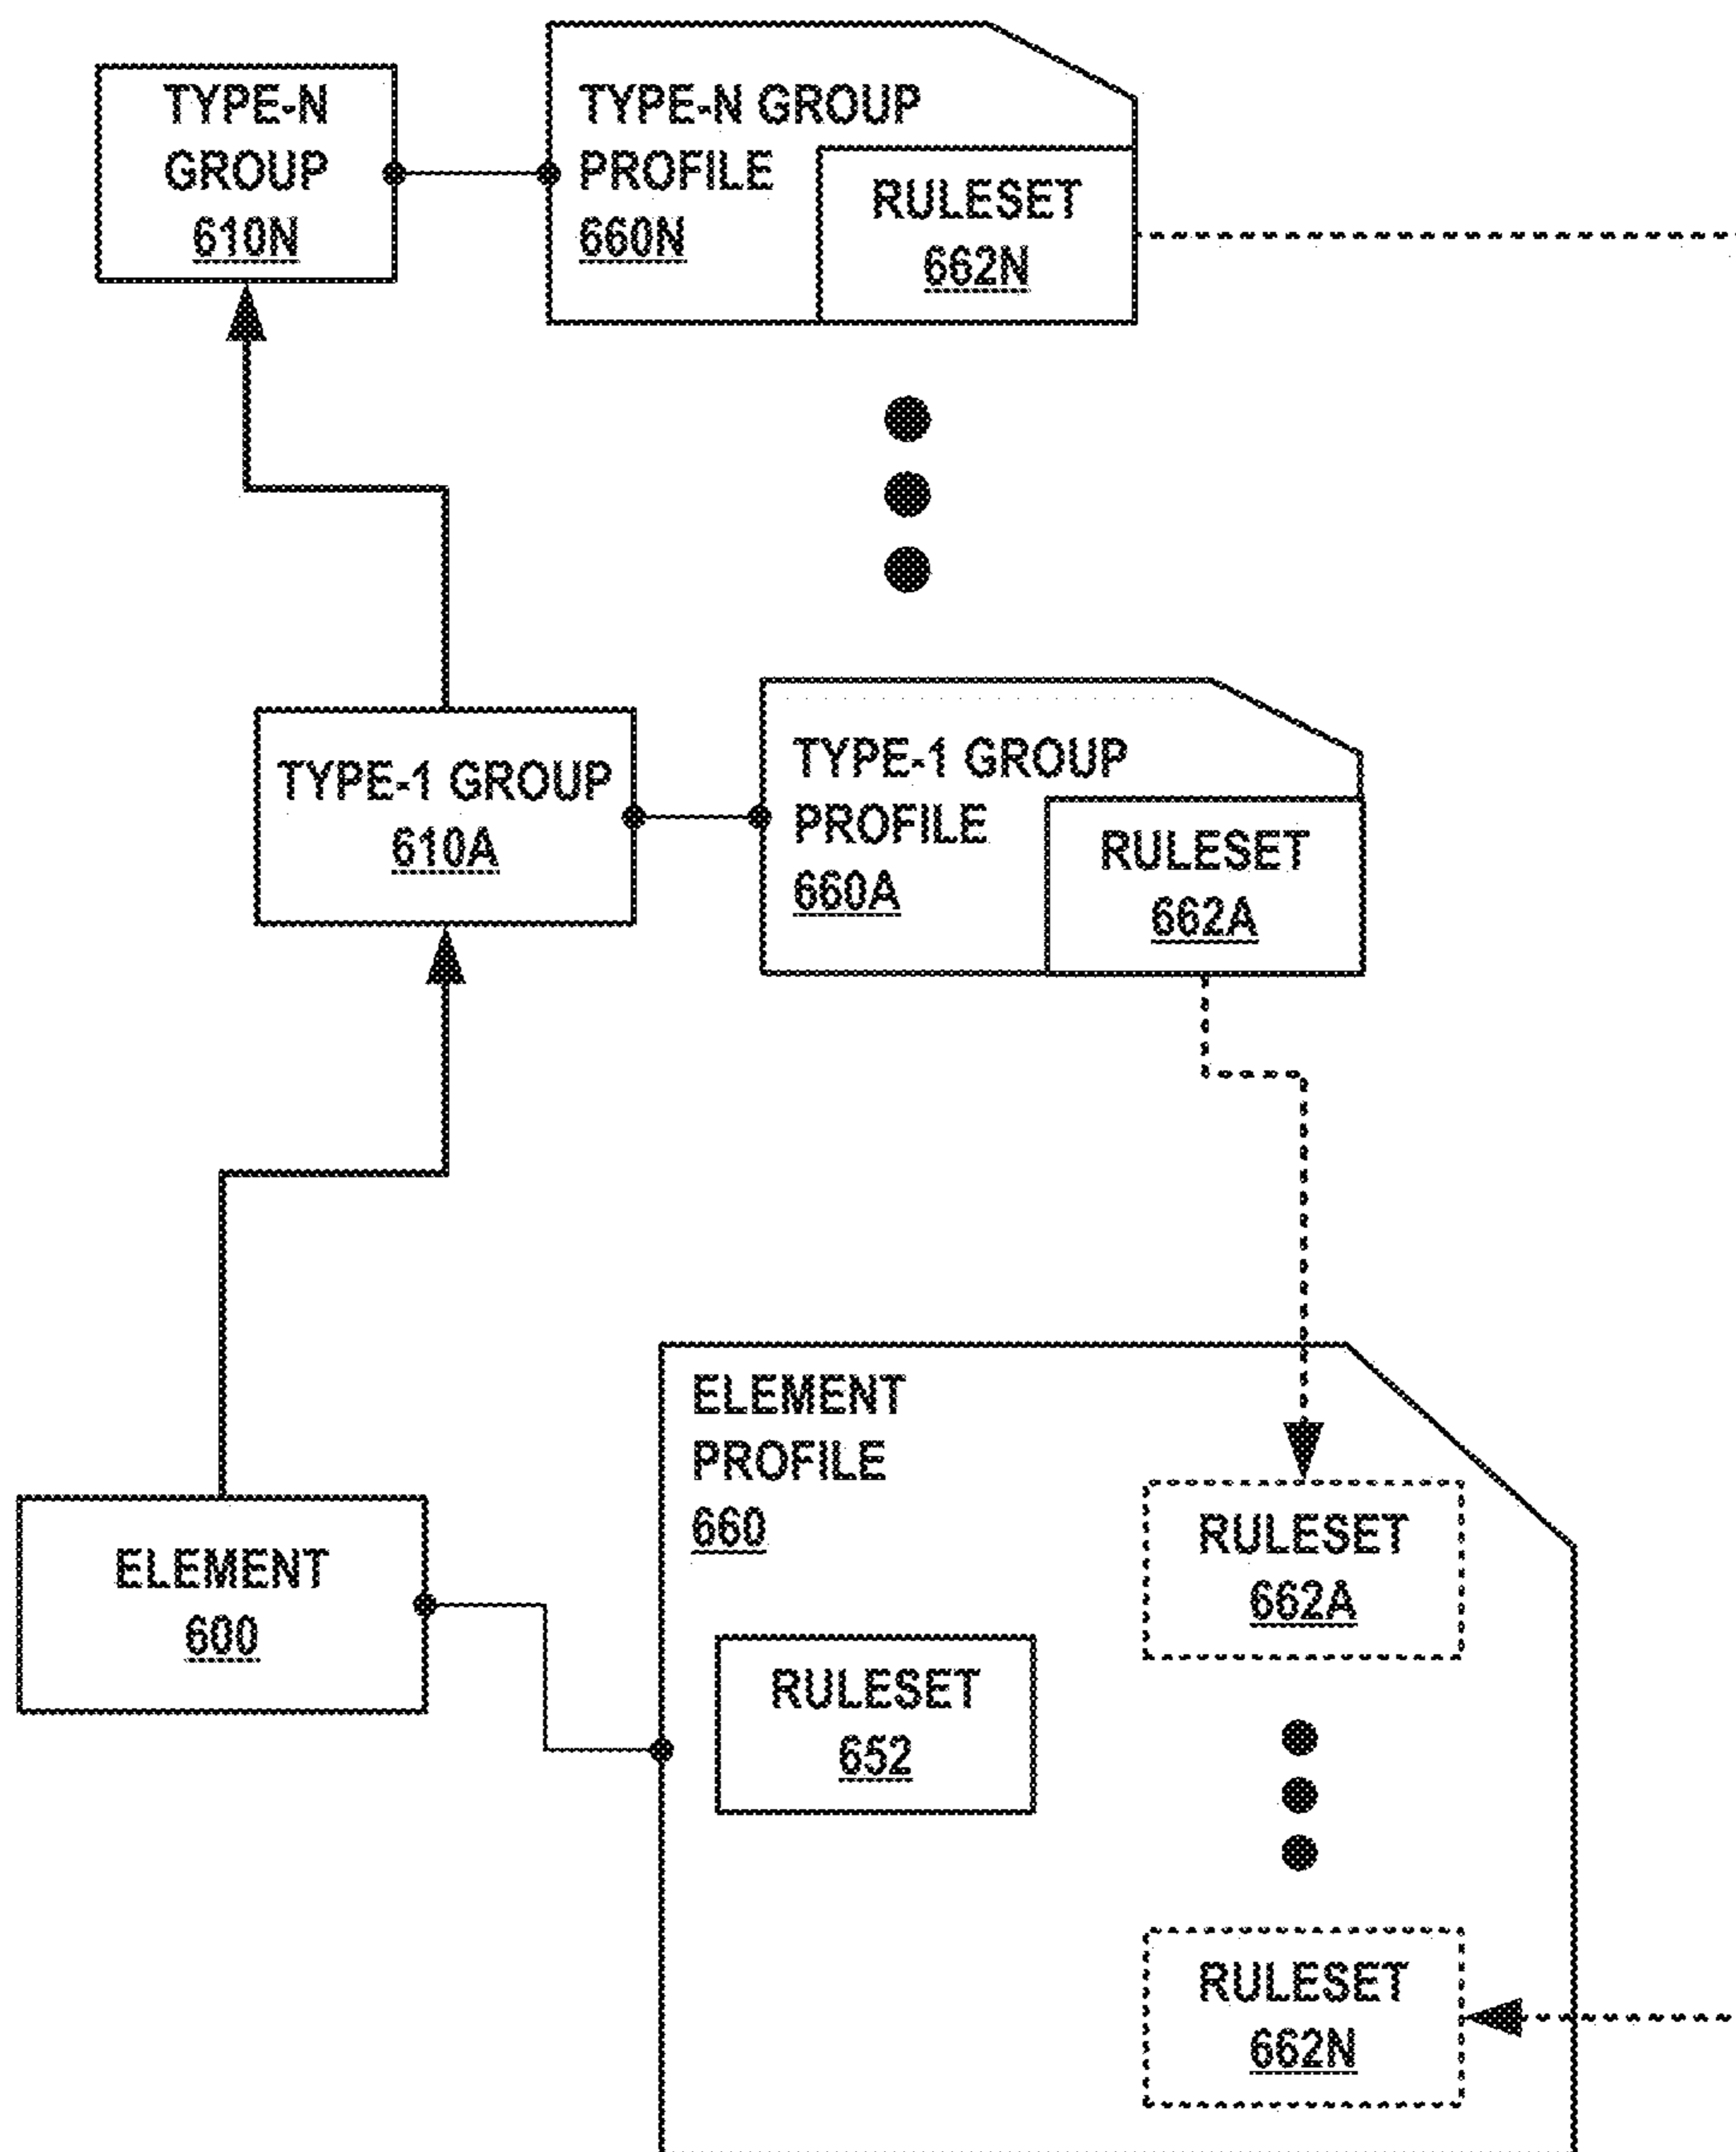 TYPE-N
GROUP
610N
TYPE-N GROUP
PROFILE
660N
RULESET
662N
TYPE-1 GROUP
610A
TYPE-1 GROUP
PROFILE
660A
RULESET
662A
ELEMENT
PROFILE
660
ELEMENT
600
RULESET
662A
RULESET
652
RULESET
662N